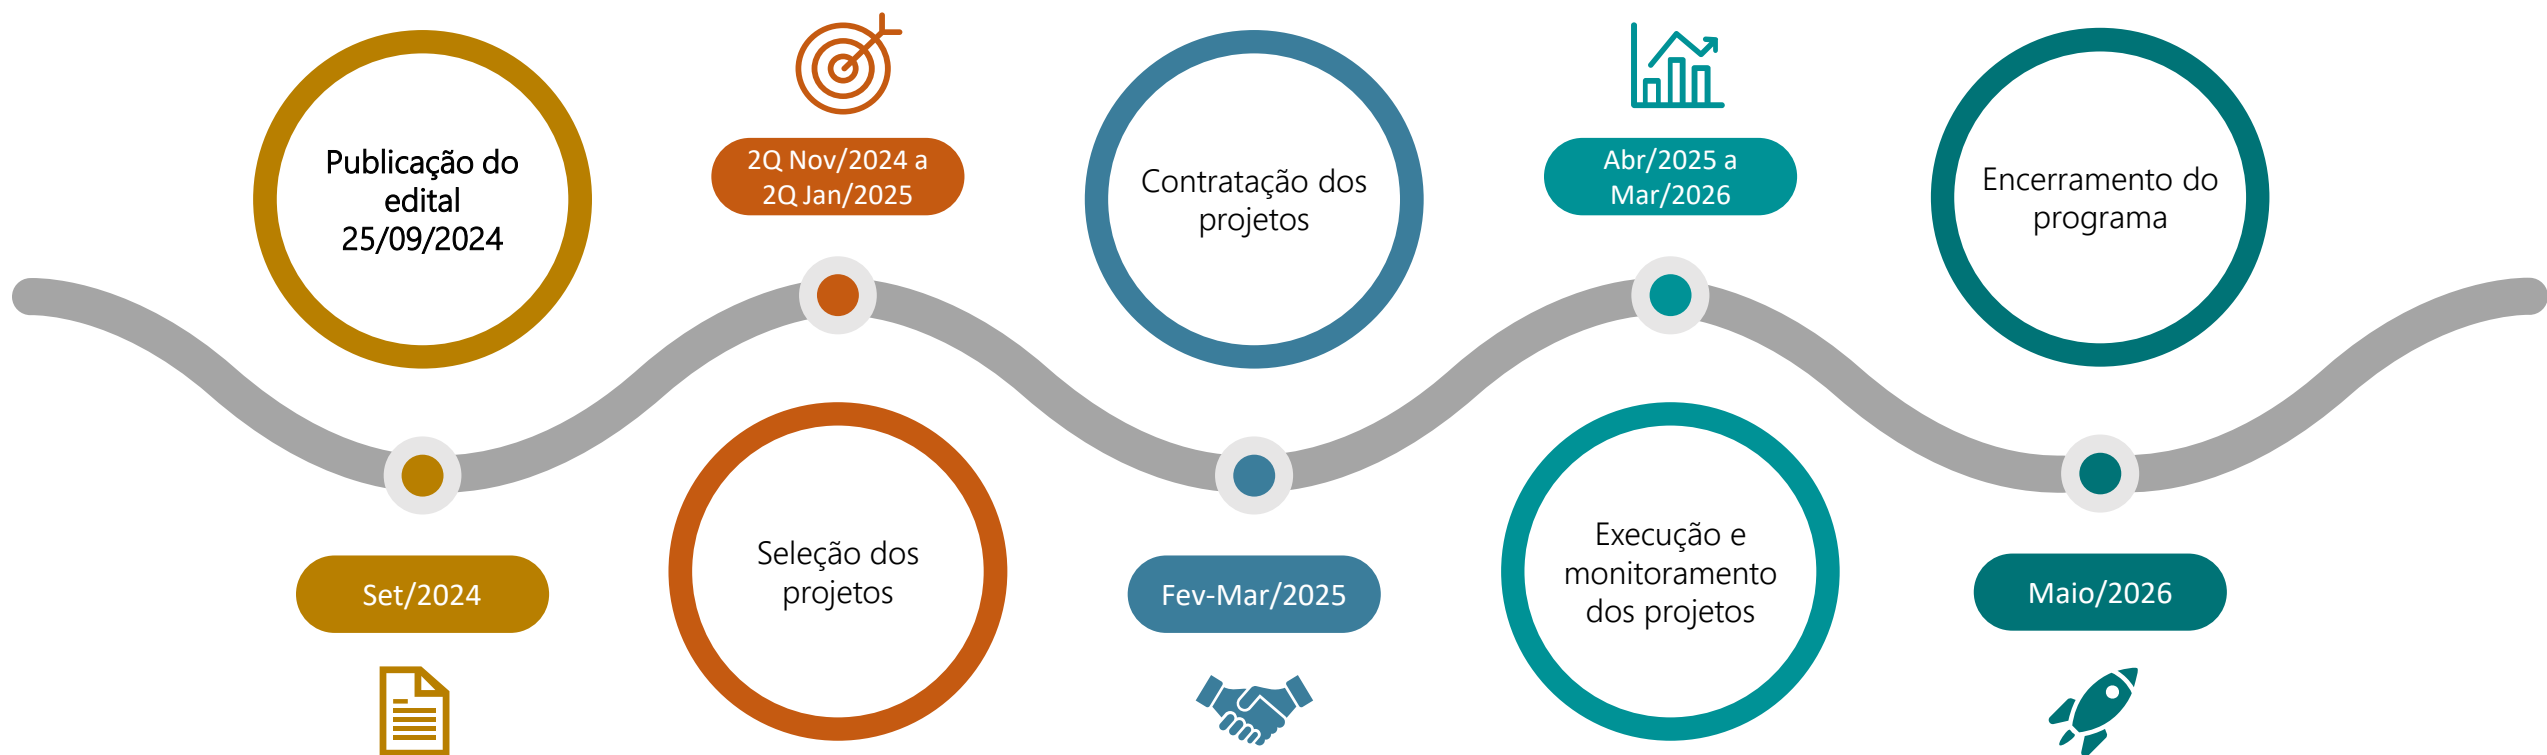 Publicação do
edital
25/09/2024
Set/2024
2Q Nov/2024 a
2Q Jan/2025
Seleção dos
projetos
Contratação dos
projetos
Fev-Mar/2025
Abr/2025 a
Mar/2026
Execução e
monitoramento
dos projetos
Encerramento do
programa
Maio/2026